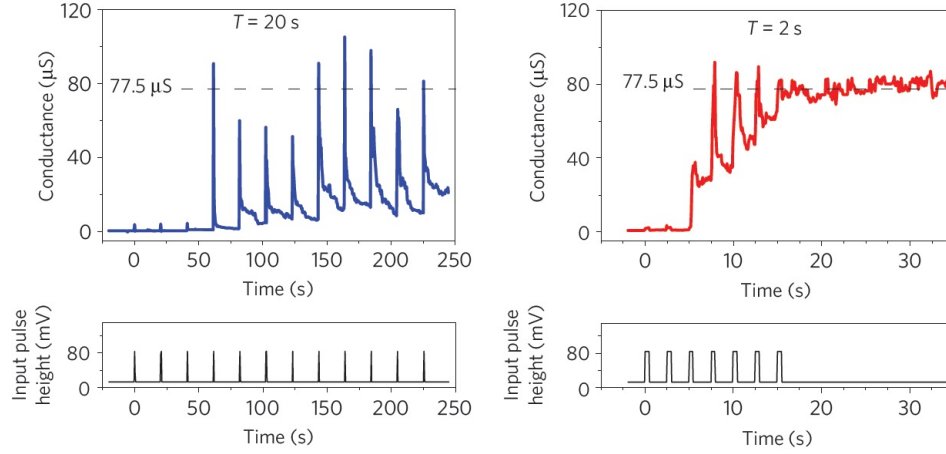 120
T = 20 s
80
77.5 μS
40
0
Conductance (μS)
0 50 100 150 200 250
Time (s)
Input pulse
height (mV)
80
0
0 50 100 150 200 250
Time (s)
120
T = 2 s
80
77.5 μS
40
0
Conductance (μS)
0 10 20 30
Time (s)
Input pulse
height (mV)
80
0
0 10 20 30
Time (s)